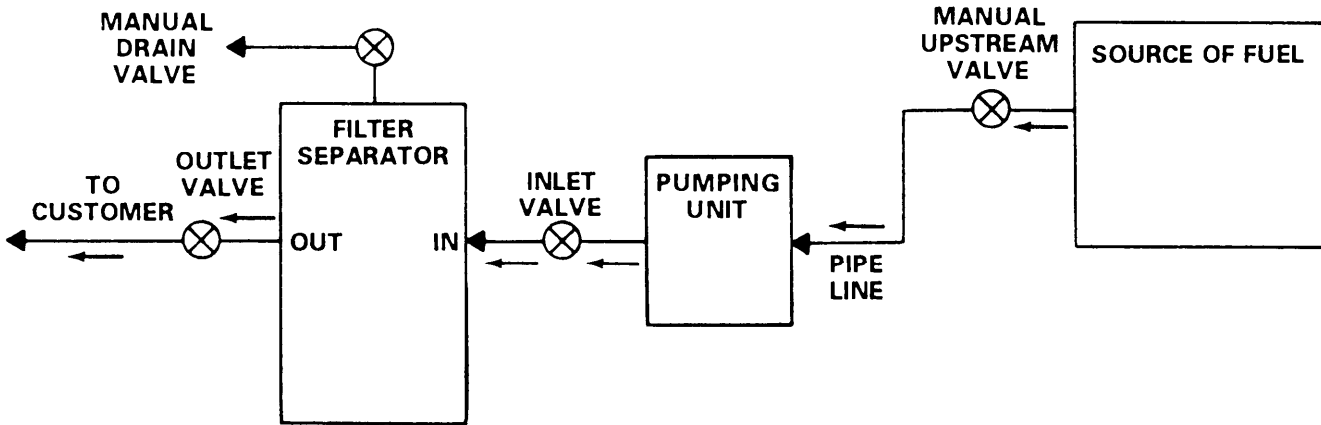 MANUAL
DRAIN
VALVE
MANUAL
UPSTREAM
VALVE
SOURCE OF FUEL
FILTER
SEPARATOR
OUTLET
VALVE
TO
CUSTOMER
OUT
IN
INLET
VALVE
PUMPING
UNIT
PIPE
LINE